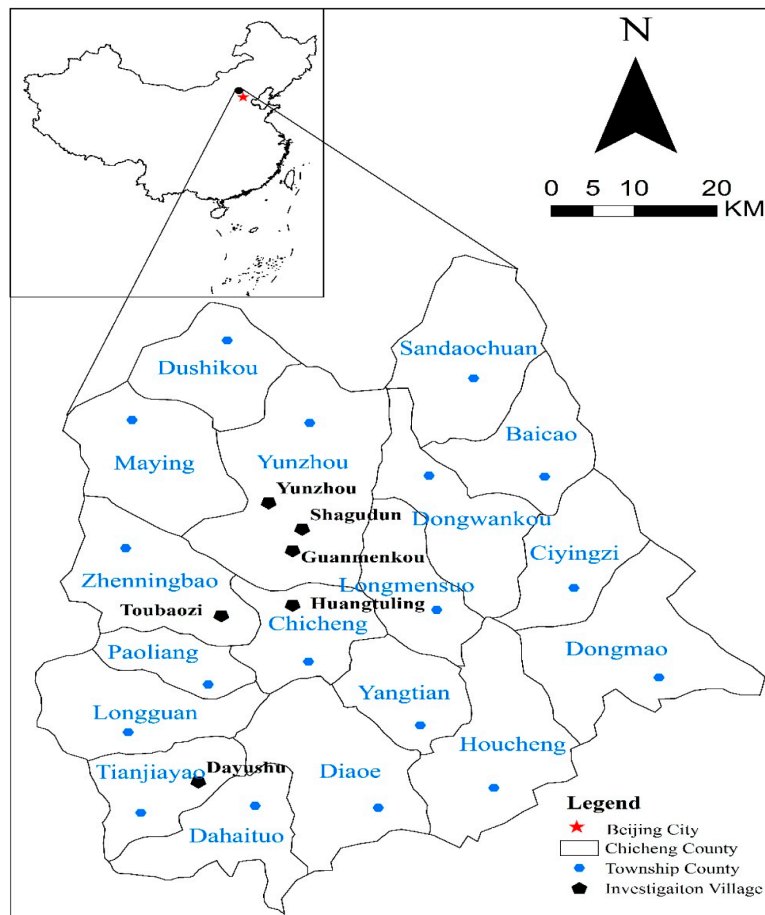 N
0 5 10 20
KM
Sandaochuan
Dushikou
Baicao
Maying
Yunzhou
Yunzhou
Shagudun
Dongwankou
Guanmenkou
Ciyingzi
Zhenningbao
Longmensuo
Toubaozi
Huangtuling
Chicheng
Paoliang
Dongmao
Yangtian
Longguan
Houcheng
Tianjiayao
Dayushu
Diaoe
Dahaituo
Legend
Beijing City
Chicheng County
Township County
Investigaiton Village